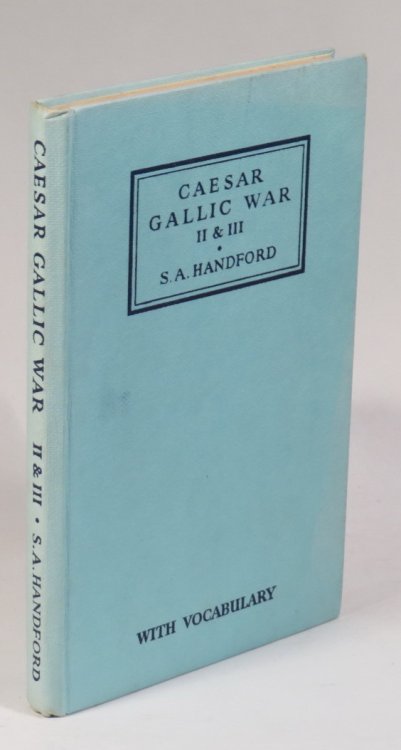 CAESAR GALLIC WAR II & III • S. A. HANDFORD
CAESAR
GALLIC WAR
II & III
•
S. A. HANDFORD
WITH VOCABULARY